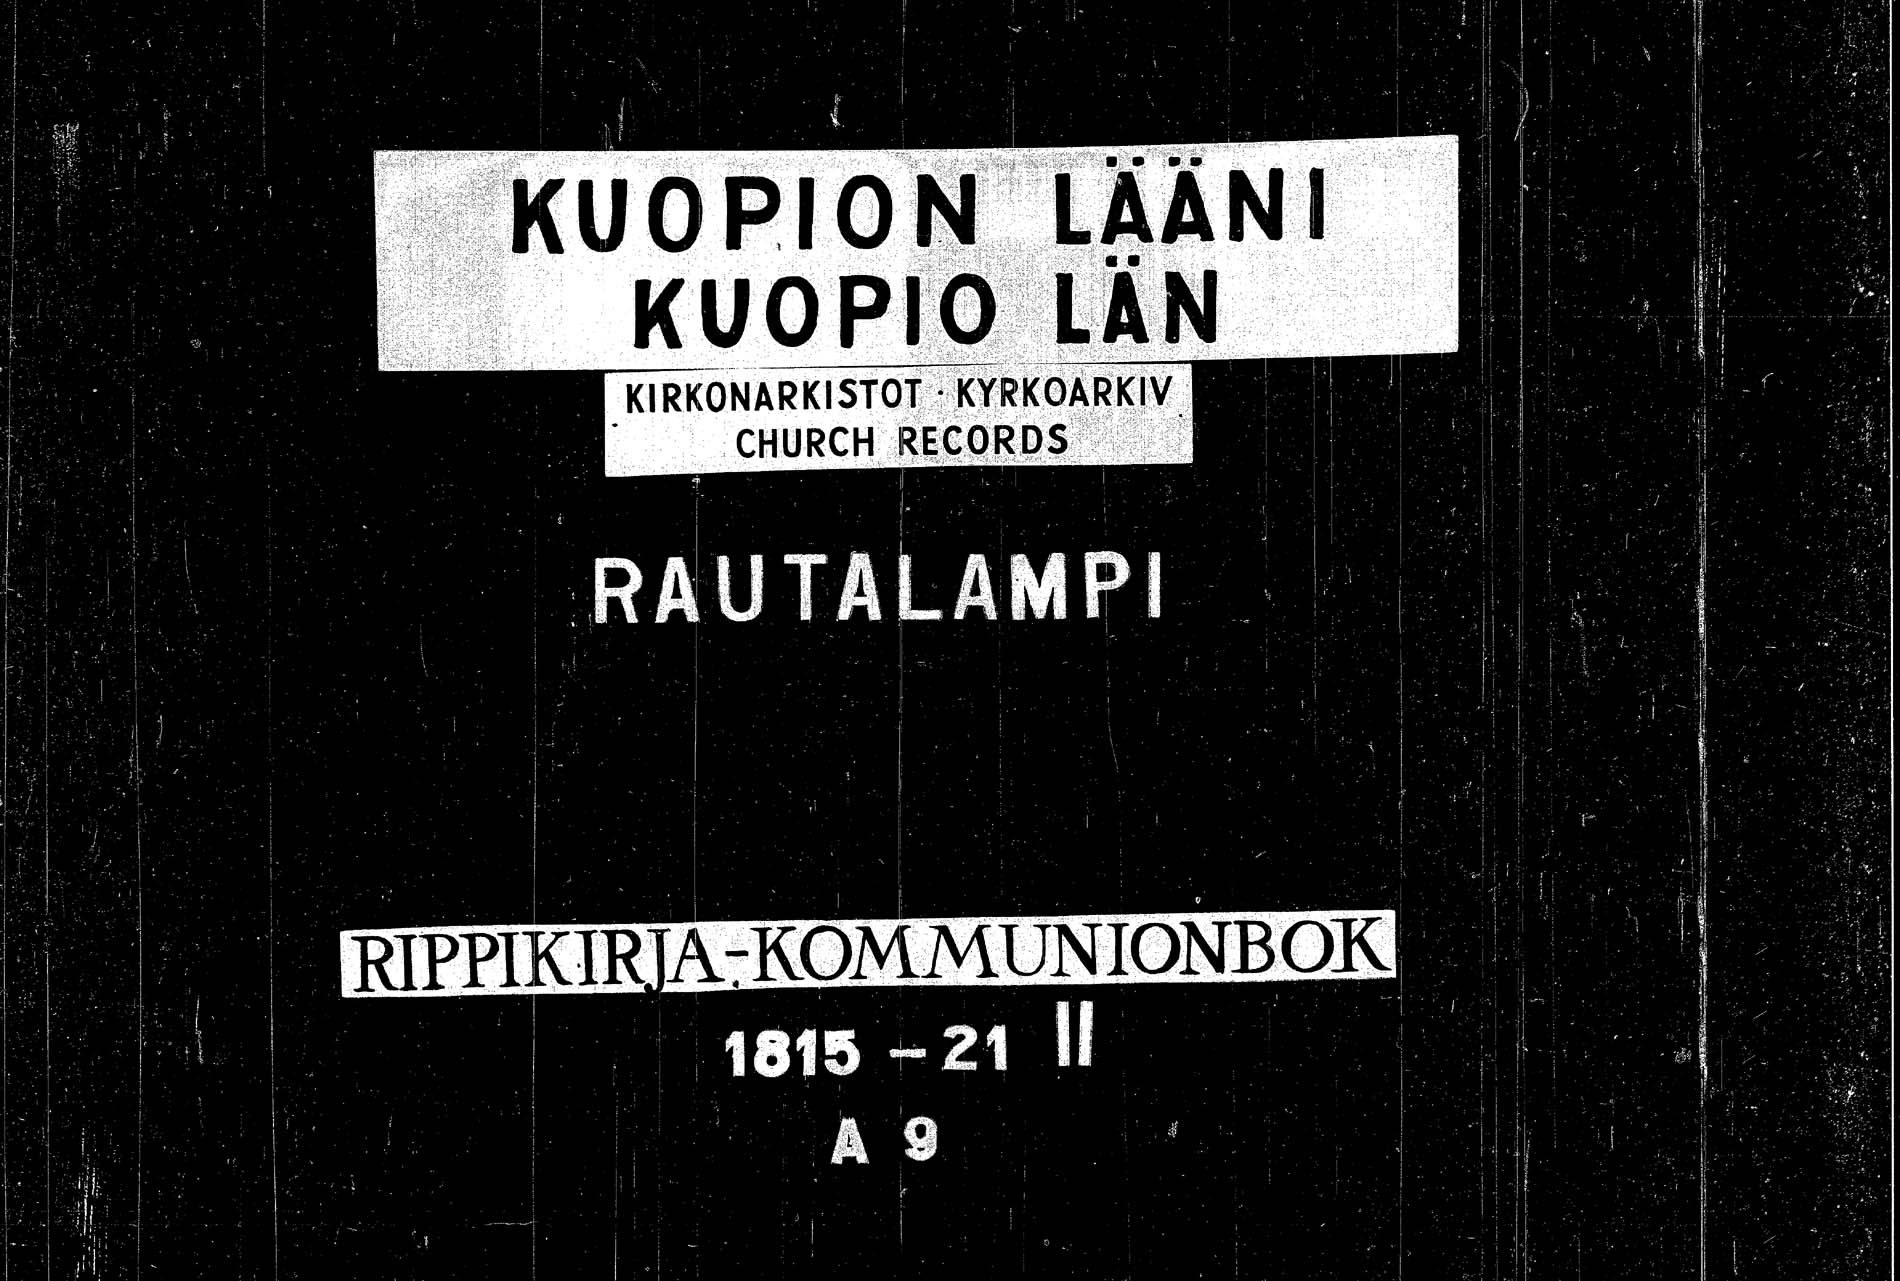 KUOPION LÄÄNI
KUOPIO LÄN
KIRKONARKISTOT · KYRKOARKIV
CHURCH RECORDS
RAUTALAMPI
RIPPIKIRJA-KOMMUNIONBOK
1815 – 21 II
A 9